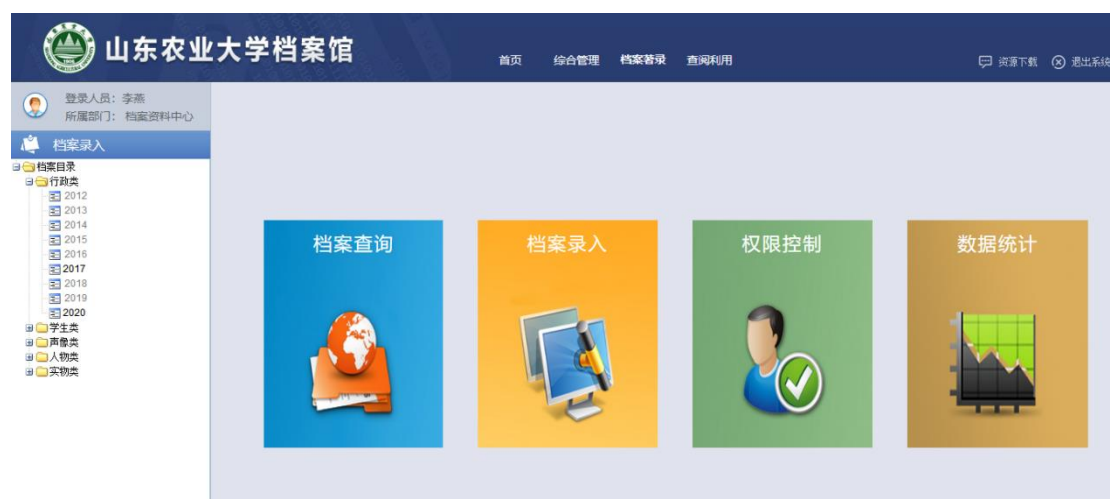 山东农业大学档案馆
首页 综合管理 档案著录 查阅利用
资源下载 退出系统
登录人员：李燕
所属部门：档案资料中心
档案录入
档案目录
行政类
2012
2013
2014
2015
2016
2017
2018
2019
2020
学生类
声像类
人物类
实物类
档案查询
档案录入
权限控制
数据统计